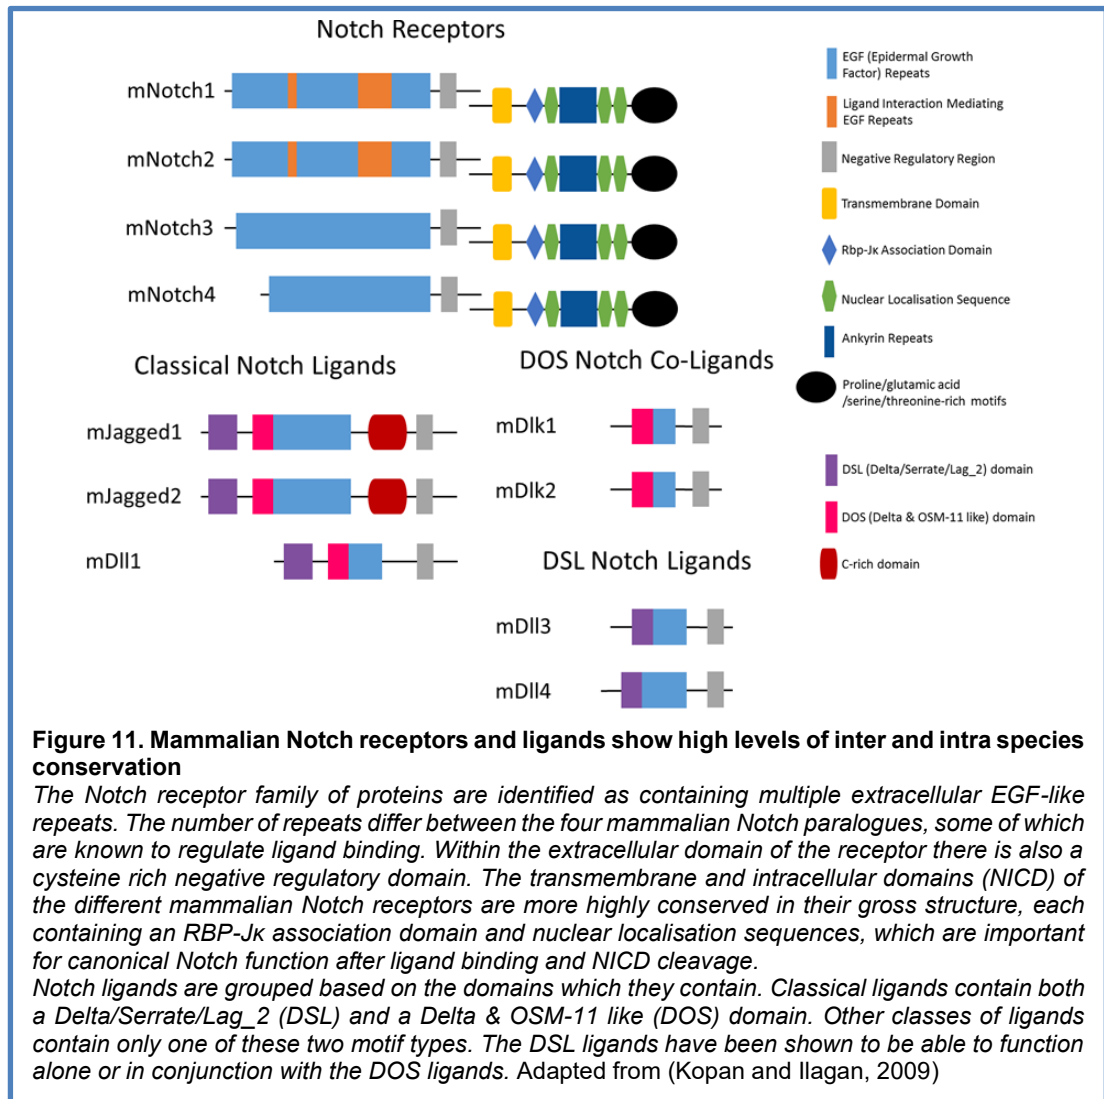 Notch Receptors
mNotch1
mNotch2
mNotch3
mNotch4
EGF (Epidermal Growth
Factor) Repeats
Ligand Interaction Mediating
EGF Repeats
Negative Regulatory Region
Transmembrane Domain
Rbp-Jκ Association Domain
Nuclear Localisation Sequence
Ankyrin Repeats
Proline/glutamic acid
/serine/threonine-rich motifs
DSL (Delta/Serrate/Lag_2) domain
DOS (Delta & OSM-11 like) domain
C-rich domain
Classical Notch Ligands
mJagged1
mJagged2
mDll1
DOS Notch Co-Ligands
mDlk1
mDlk2
DSL Notch Ligands
mDll3
mDll4
Figure 11. Mammalian Notch receptors and ligands show high levels of inter and intra species
conservation
The Notch receptor family of proteins are identified as containing multiple extracellular EGF-like
repeats. The number of repeats differ between the four mammalian Notch paralogues, some of which
are known to regulate ligand binding. Within the extracellular domain of the receptor there is also a
cysteine rich negative regulatory domain. The transmembrane and intracellular domains (NICD) of
the different mammalian Notch receptors are more highly conserved in their gross structure, each
containing an RBP-Jκ association domain and nuclear localisation sequences, which are important
for canonical Notch function after ligand binding and NICD cleavage.
Notch ligands are grouped based on the domains which they contain. Classical ligands contain both
a Delta/Serrate/Lag_2 (DSL) and a Delta & OSM-11 like (DOS) domain. Other classes of ligands
contain only one of these two motif types. The DSL ligands have been shown to be able to function
alone or in conjunction with the DOS ligands. Adapted from (Kopan and Ilagan, 2009)